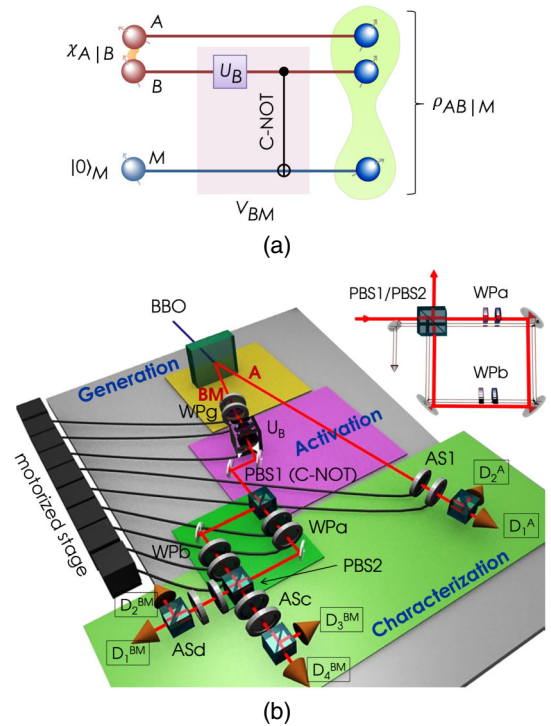 A
χA|B
B
UB
C-NOT
ρAB|M
|0⟩M
M
VBM
(a)
BBO
PBS1/PBS2
WPa
WPb
Generation
A
BM
WPg
UB
Activation
PBS1 (C-NOT)
AS1
D2A
D1A
motorized stage
WPa
WPb
PBS2
D2BM
ASc
D3BM
D1BM
ASd
D4BM
Characterization
(b)